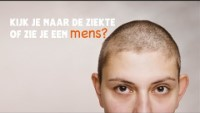 KIJK JE NAAR DE ZIEKTE
OF ZIE JE EEN mens?